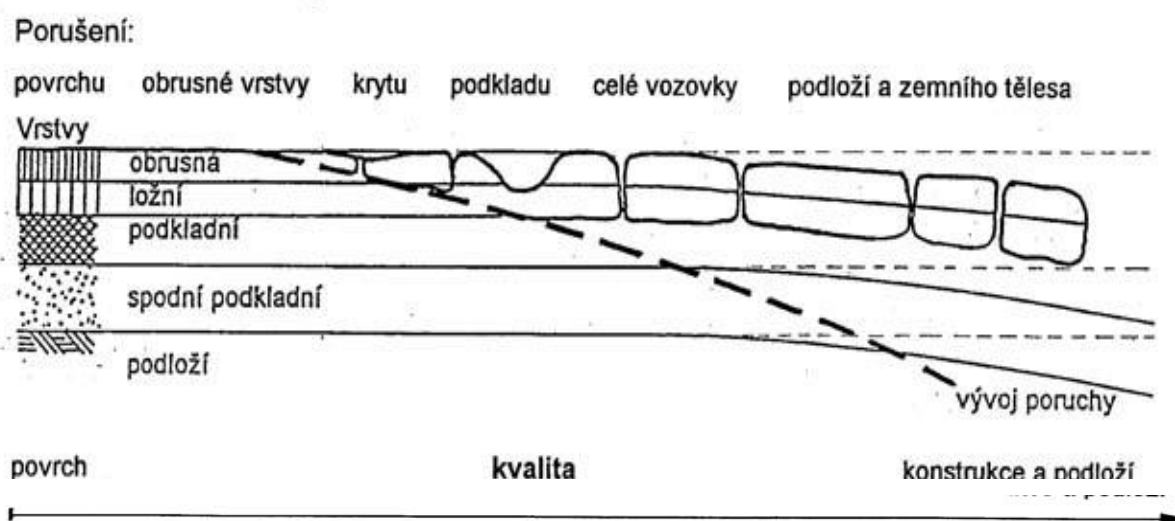 Porušení:
povrchu obrusné vrstvy krytu podkladu celé vozovky podloží a zemního tělesa
Vrstvy
obrusná
ložní
podkladní
spodní podkladní
podloží
vývoj poruchy
povrch kvalita konstrukce a podloží